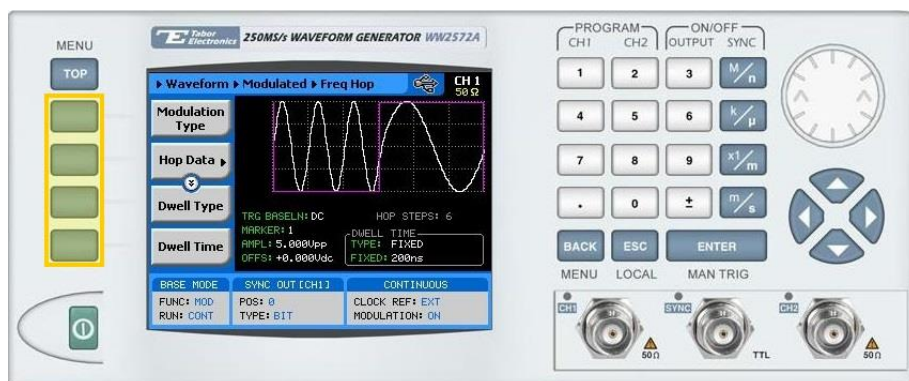 MENU
TOP
Tabor Electronics 250MS/s WAVEFORM GENERATOR WW2572A
Waveform Modulated Freq Hop CH 1 50Ω
Modulation Type
Hop Data
Dwell Type
Dwell Time
TRG BASELN: DC HOP STEPS: 6
MARKER: 1 DWELL TIME
AMPL: 5.000Vpp TYPE: FIXED
OFFS: +0.000Vdc FIXED: 200ns
BASE MODE SYNC OUT [CH1] CONTINUOUS
FUNC: MOD POS: 0 CLOCK REF: EXT
RUN: CONT TYPE: BIT MODULATION: ON
PROGRAM ON/OFF
CH1 CH2 OUTPUT SYNC
1 2 3 M/n
4 5 6 k/µ
7 8 9 x1/m
. 0 ± m/s
BACK ESC ENTER
MENU LOCAL MAN TRIG
CH1 SYNC CH2
50Ω TTL 50Ω